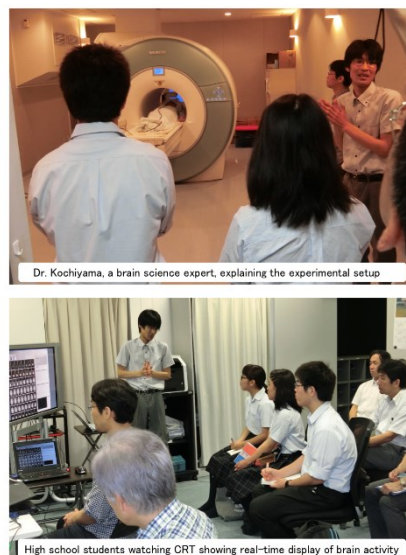 Dr. Kochiyama, a brain science expert, explaining the experimental setup
High school students watching CRT showing real-time display of brain activity